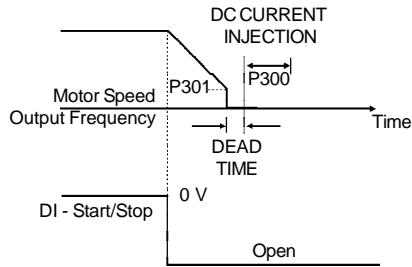 DC CURRENT
INJECTION
P301
P300
Motor Speed
Output Frequency
Time
DEAD
TIME
0 V
DI - Start/Stop
Open